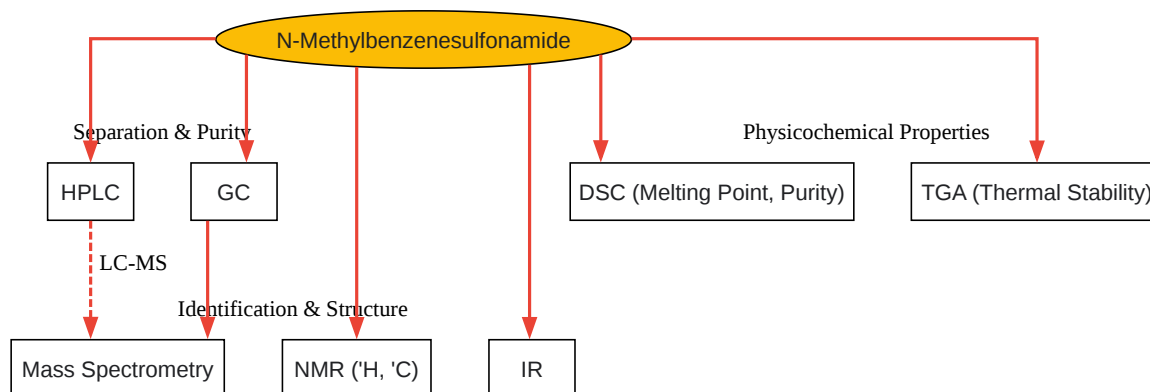 N-Methylbenzenesulfonamide
Separation & Purity
Physicochemical Properties
HPLC
GC
DSC (Melting Point, Purity)
TGA (Thermal Stability)
LC-MS
Identification & Structure
Mass Spectrometry
NMR ('H, 'C)
IR